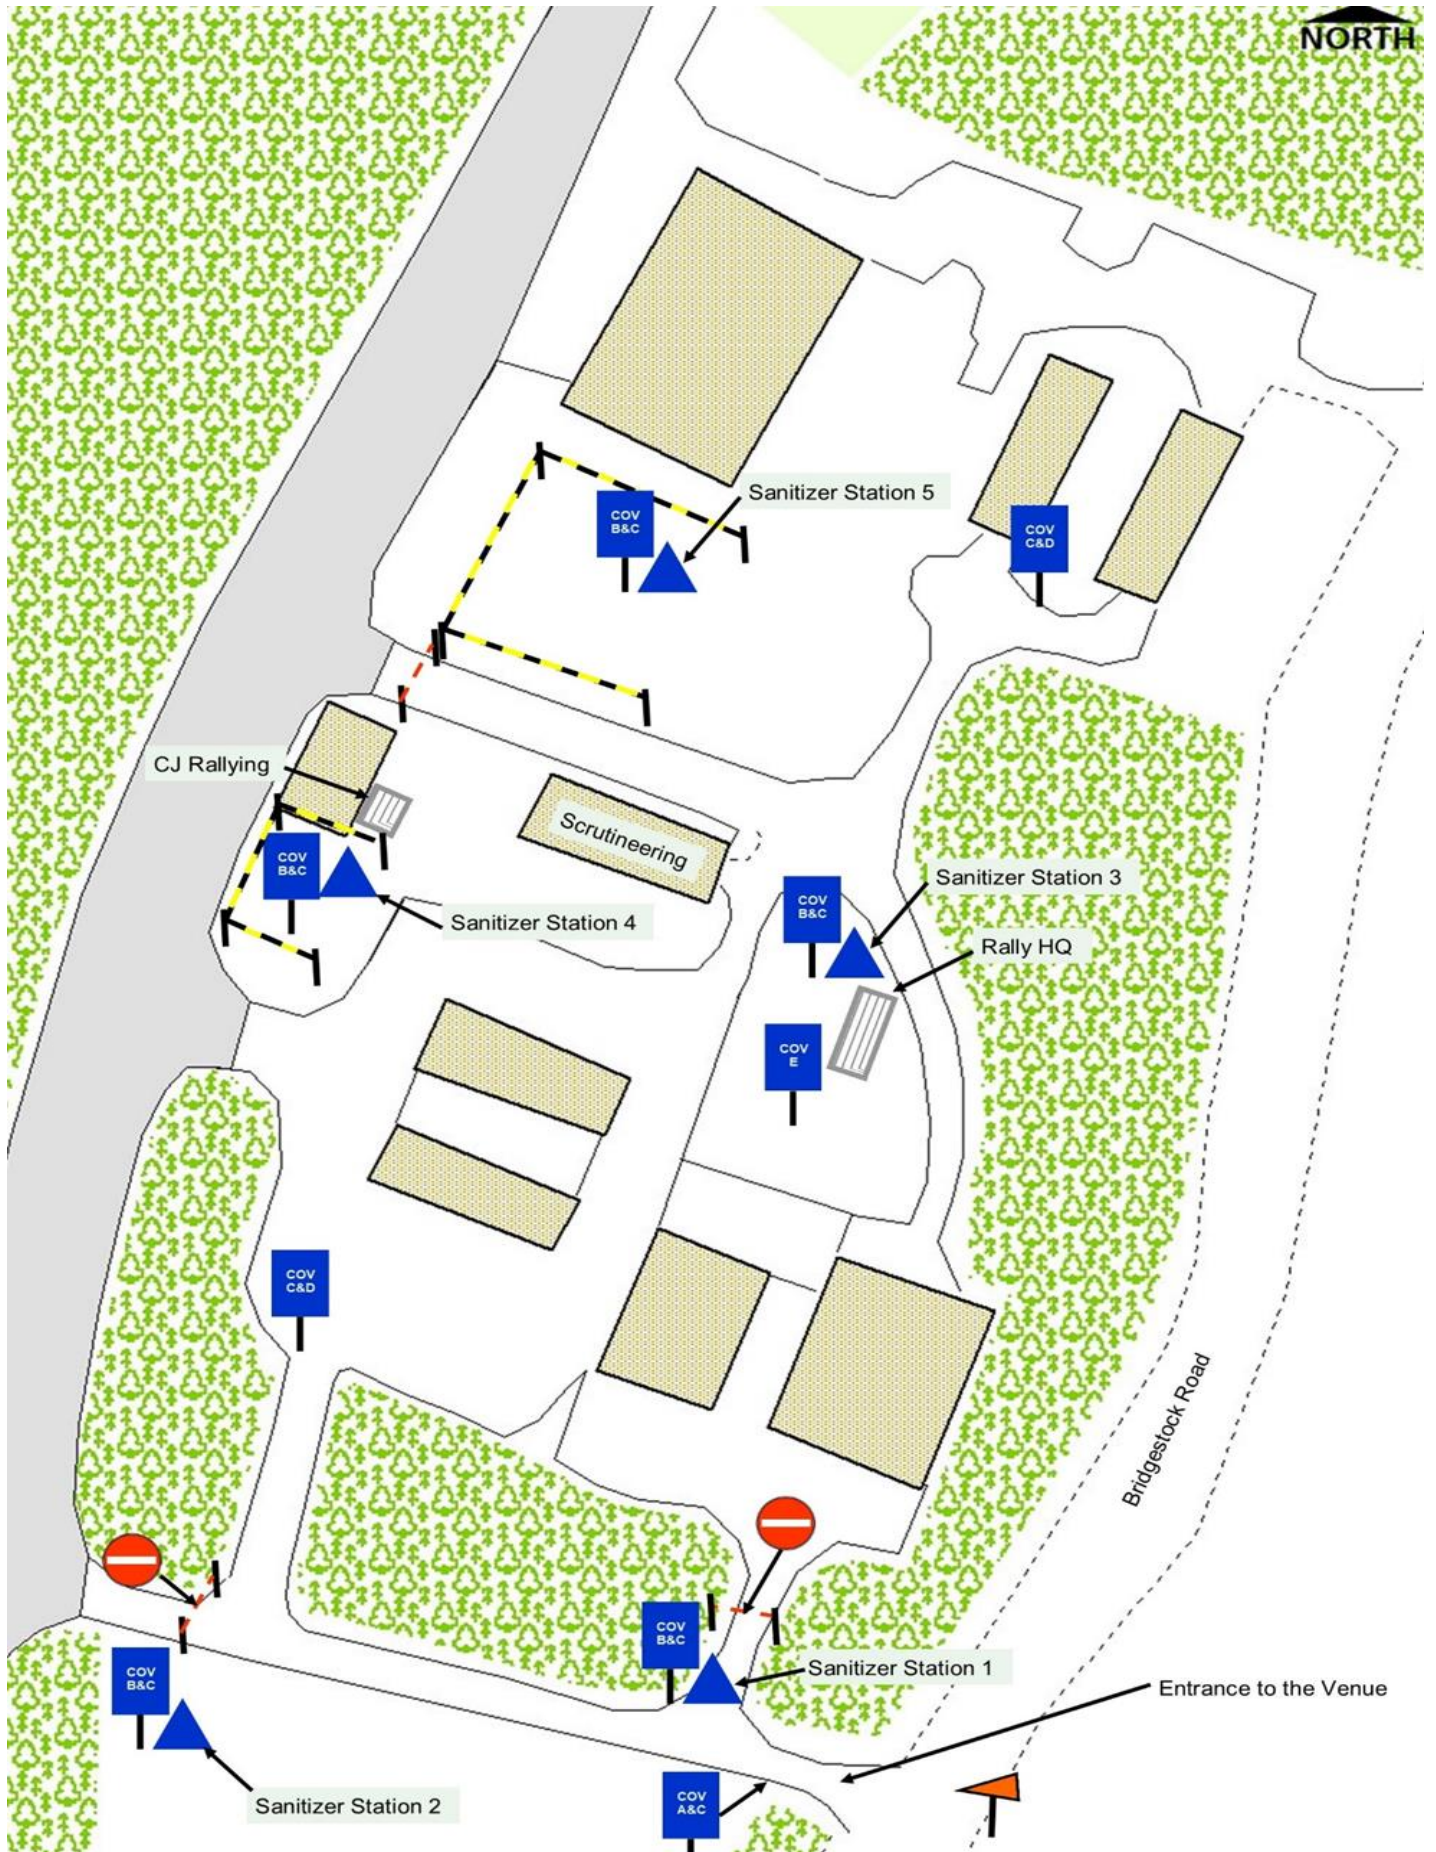 NORTH
Sanitizer Station 5
COV
B&C
COV
C&D
CJ Rallying
Scrutineering
COV
B&C
Sanitizer Station 4
COV
B&C
Sanitizer Station 3
Rally HQ
COV
E
COV
C&D
Bridgestock Road
COV
B&C
Sanitizer Station 1
COV
B&C
Entrance to the Venue
Sanitizer Station 2
COV
A&C